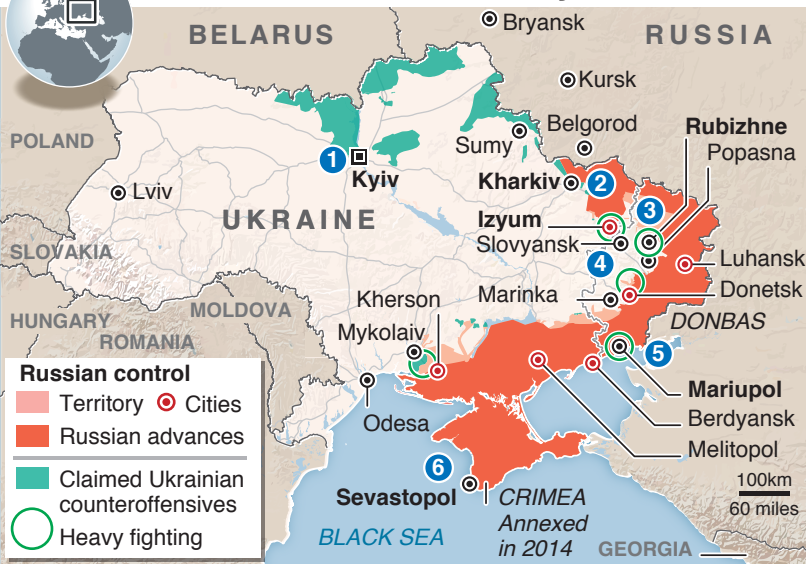 Bryansk
BELARUS
RUSSIA
Kursk
Belgorod
Rubizhne
Popasna
POLAND
Sumy
1
Kyiv
Kharkiv
2
Lviv
UKRAINE
Izyum
3
Slovyansk
SLOVAKIA
4
Luhansk
Kherson
Marinka
Donetsk
HUNGARY
MOLDOVA
DONBAS
ROMANIA
Mykolaiv
5
Russian control
Territory
Cities
Russian advances
Claimed Ukrainian
counteroffensives
Heavy fighting
Mariupol
Odesa
Berdyansk
Melitopol
6
Sevastopol
CRIMEA
Annexed
in 2014
BLACK SEA
100km
60 miles
GEORGIA